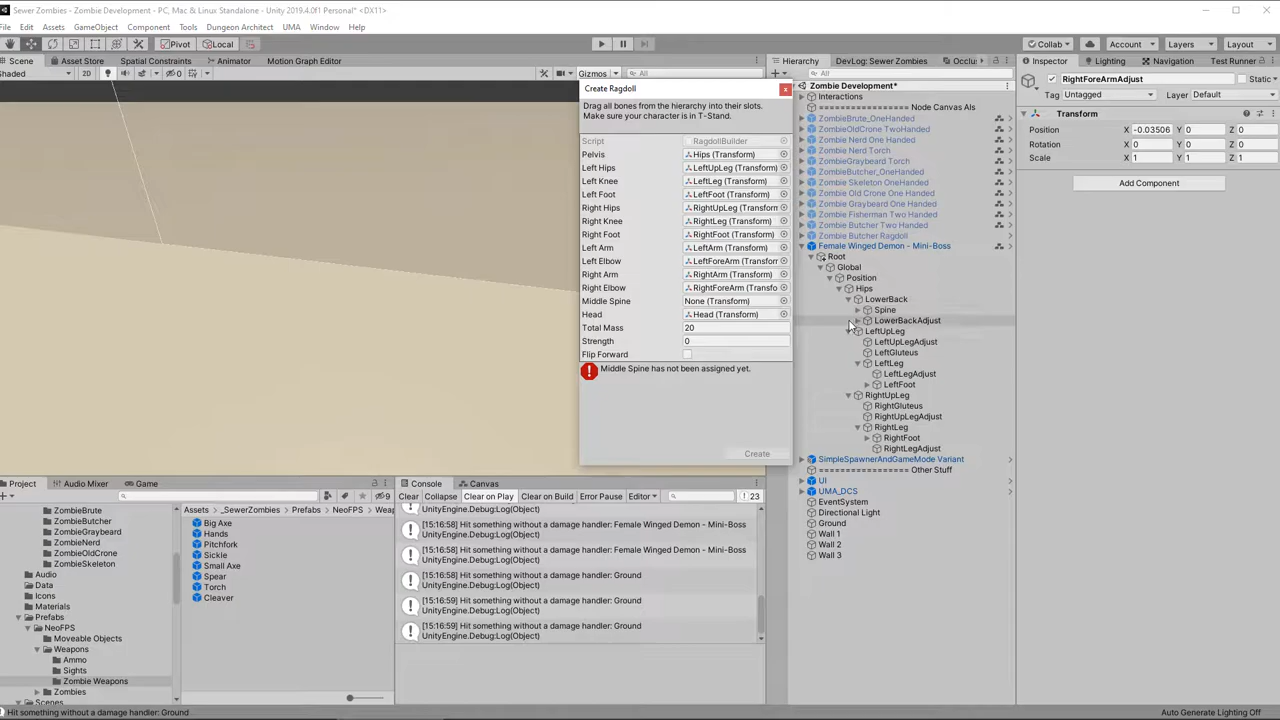 Sewer Zombies - Zombie Development - PC, Mac & Linux Standalone - Unity 2019.4.0f1 Personal* <DX11>
File Edit Assets GameObject Component Tools Dungeon Architect UMA Window Help
Pivot Local Collab Account Layers Layout
Scene Asset Store Spatial Constraints Animator Motion Graph Editor
Shaded 2D 0 Gizmos All
Create Ragdoll
Drag all bones from the hierarchy into their slots.
Make sure your character is in T-Stand.
Script RagdollBuilder
Pelvis Hips (Transform)
Left Hips LeftUpLeg (Transform)
Left Knee LeftLeg (Transform)
Left Foot LeftFoot (Transform)
Right Hips RightUpLeg (Transform
Right Knee RightLeg (Transform)
Right Foot RightFoot (Transform)
Left Arm LeftArm (Transform)
Left Elbow LeftForeArm (Transfor
Right Arm RightArm (Transform)
Right Elbow RightForeArm (Transfo
Middle Spine None (Transform)
Head Head (Transform)
Total Mass 20
Strength 0
Flip Forward
Middle Spine has not been assigned yet.
Create
Hierarchy DevLog: Sewer Zombies Occlu
All
Zombie Development*
Interactions
================= Node Canvas AIs
ZombieBrute_OneHanded
ZombieOldCrone TwoHanded
Zombie Nerd One Handed
Zombie Nerd Torch
ZombieGraybeard Torch
ZombieButcher_OneHanded
Zombie Skeleton OneHanded
Zombie Old Crone One Handed
Zombie Graybeard One Handed
Zombie Fisherman Two Handed
Zombie Butcher Two Handed
Zombie Butcher Ragdoll
Female Winged Demon - Mini-Boss
Root
Global
Position
Hips
LowerBack
Spine
LowerBackAdjust
LeftUpLeg
LeftUpLegAdjust
LeftGluteus
LeftLeg
LeftLegAdjust
LeftFoot
RightUpLeg
RightGluteus
RightUpLegAdjust
RightLeg
RightFoot
RightLegAdjust
SimpleSpawnerAndGameMode Variant
================= Other Stuff
UI
UMA_DCS
EventSystem
Directional Light
Ground
Wall 1
Wall 2
Wall 3
Inspector Lighting Navigation Test Runner
RightForeArmAdjust Static
Tag Untagged Layer Default
Transform
Position X -0.03506 Y 0 Z 0
Rotation X 0 Y 0 Z 0
Scale X 1 Y 1 Z 1
Add Component
Project Audio Mixer Game
9
ZombieBrute
ZombieButcher
ZombieGraybeard
ZombieNerd
ZombieOldCrone
ZombieSkeleton
Audio
Data
Icons
Materials
Prefabs
NeoFPS
Moveable Objects
Weapons
Ammo
Sights
Zombie Weapons
Zombies
Scenes
Assets > _SewerZombies > Prefabs > NeoFPS > Weap
Big Axe
Hands
Pitchfork
Sickle
Small Axe
Spear
Torch
Cleaver
Console Canvas
Clear Collapse Clear on Play Clear on Build Error Pause Editor 23
UnityEngine.Debug:Log(Object)
[15:16:58] Hit something without a damage handler: Female Winged Demon - Mini-Boss
UnityEngine.Debug:Log(Object)
[15:16:58] Hit something without a damage handler: Female Winged Demon - Mini-Boss
UnityEngine.Debug:Log(Object)
[15:16:58] Hit something without a damage handler: Ground
UnityEngine.Debug:Log(Object)
[15:16:59] Hit something without a damage handler: Ground
UnityEngine.Debug:Log(Object)
[15:16:59] Hit something without a damage handler: Ground
UnityEngine.Debug:Log(Object)
Hit something without a damage handler: Ground
Auto Generate Lighting Off